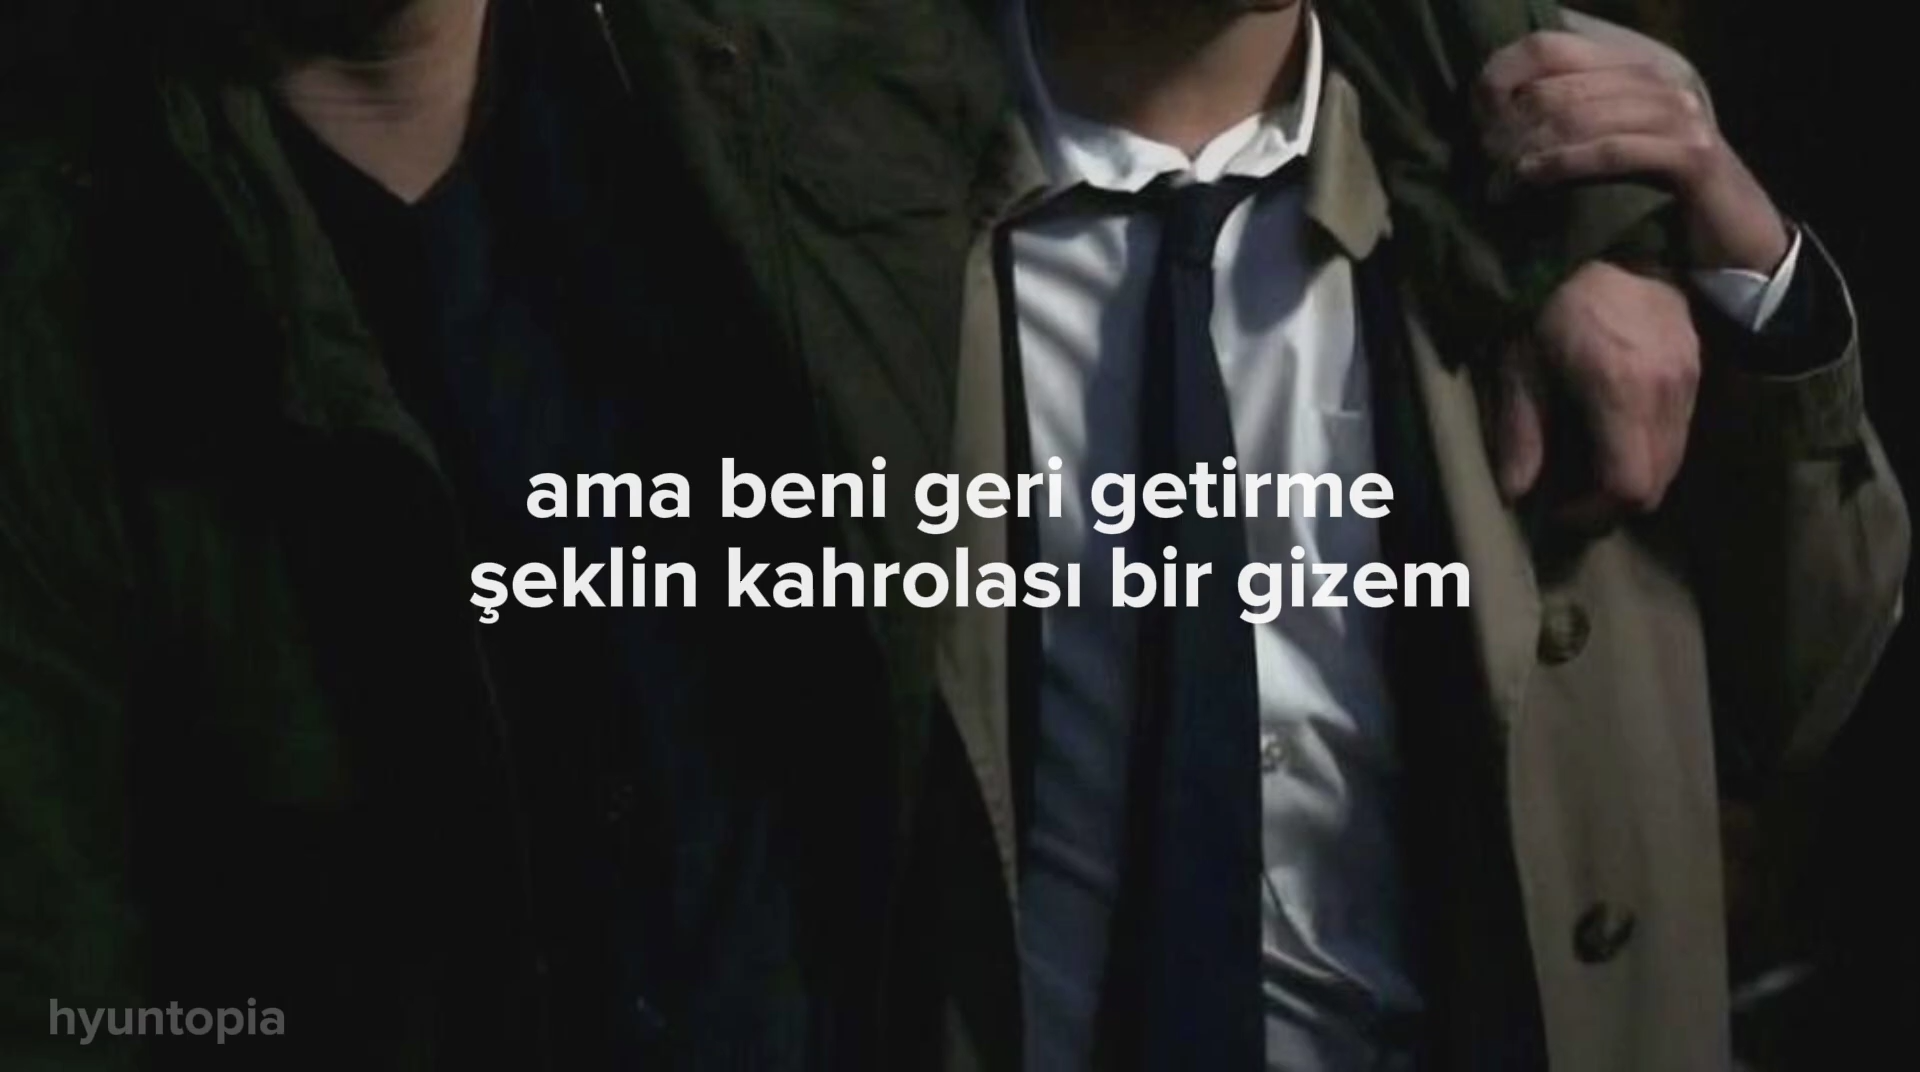 ama beni geri getirme
şeklin kahrolası bir gizem
hyuntopia